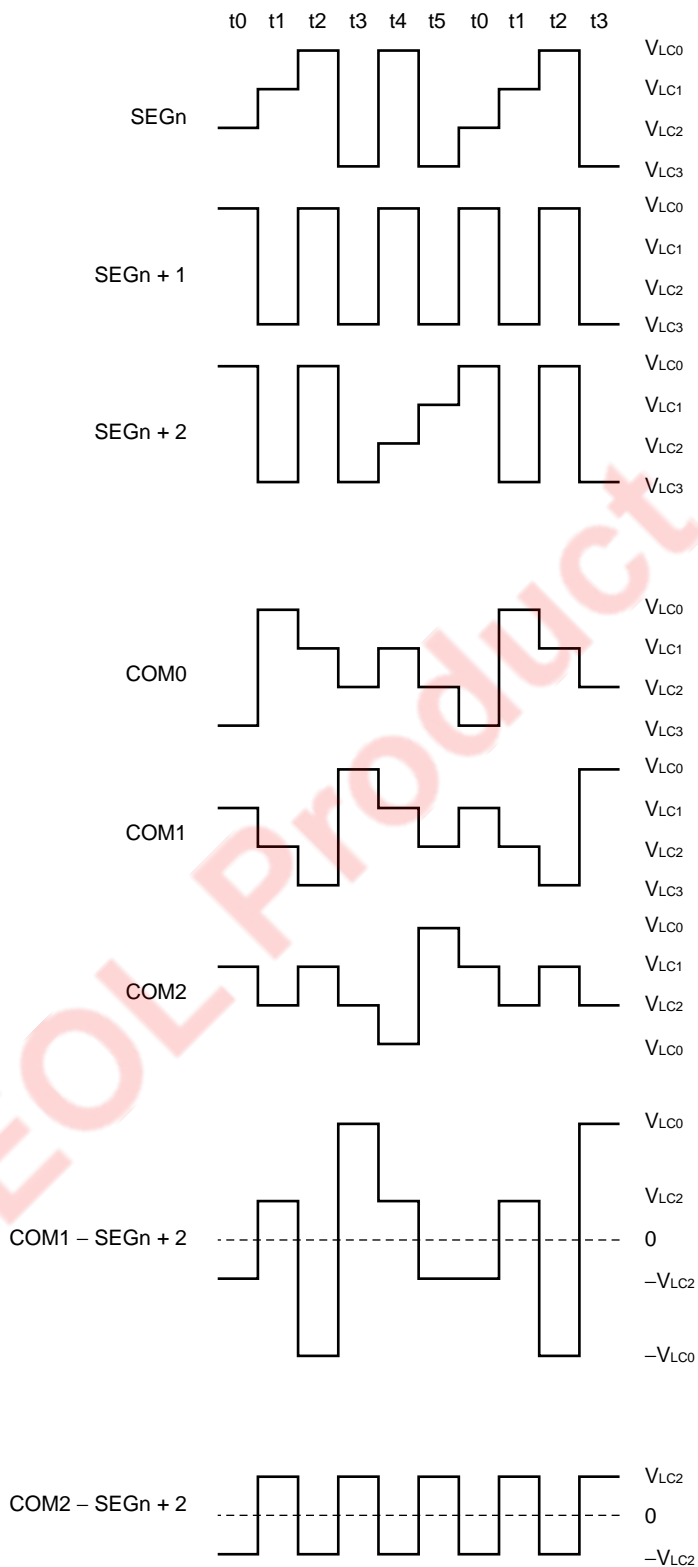 t0 t1 t2 t3 t4 t5 t0 t1 t2 t3
SEGn
VLC0
VLC1
VLC2
VLC3
SEGn + 1
VLC0
VLC1
VLC2
VLC3
SEGn + 2
VLC0
VLC1
VLC2
VLC3
COM0
VLC0
VLC1
VLC2
VLC3
COM1
VLC0
VLC1
VLC2
VLC3
COM2
VLC0
VLC1
VLC2
VLC0
COM1 – SEGn + 2
VLC0
VLC2
0
–VLC2
–VLC0
COM2 – SEGn + 2
VLC2
0
–VLC2
EOL Product